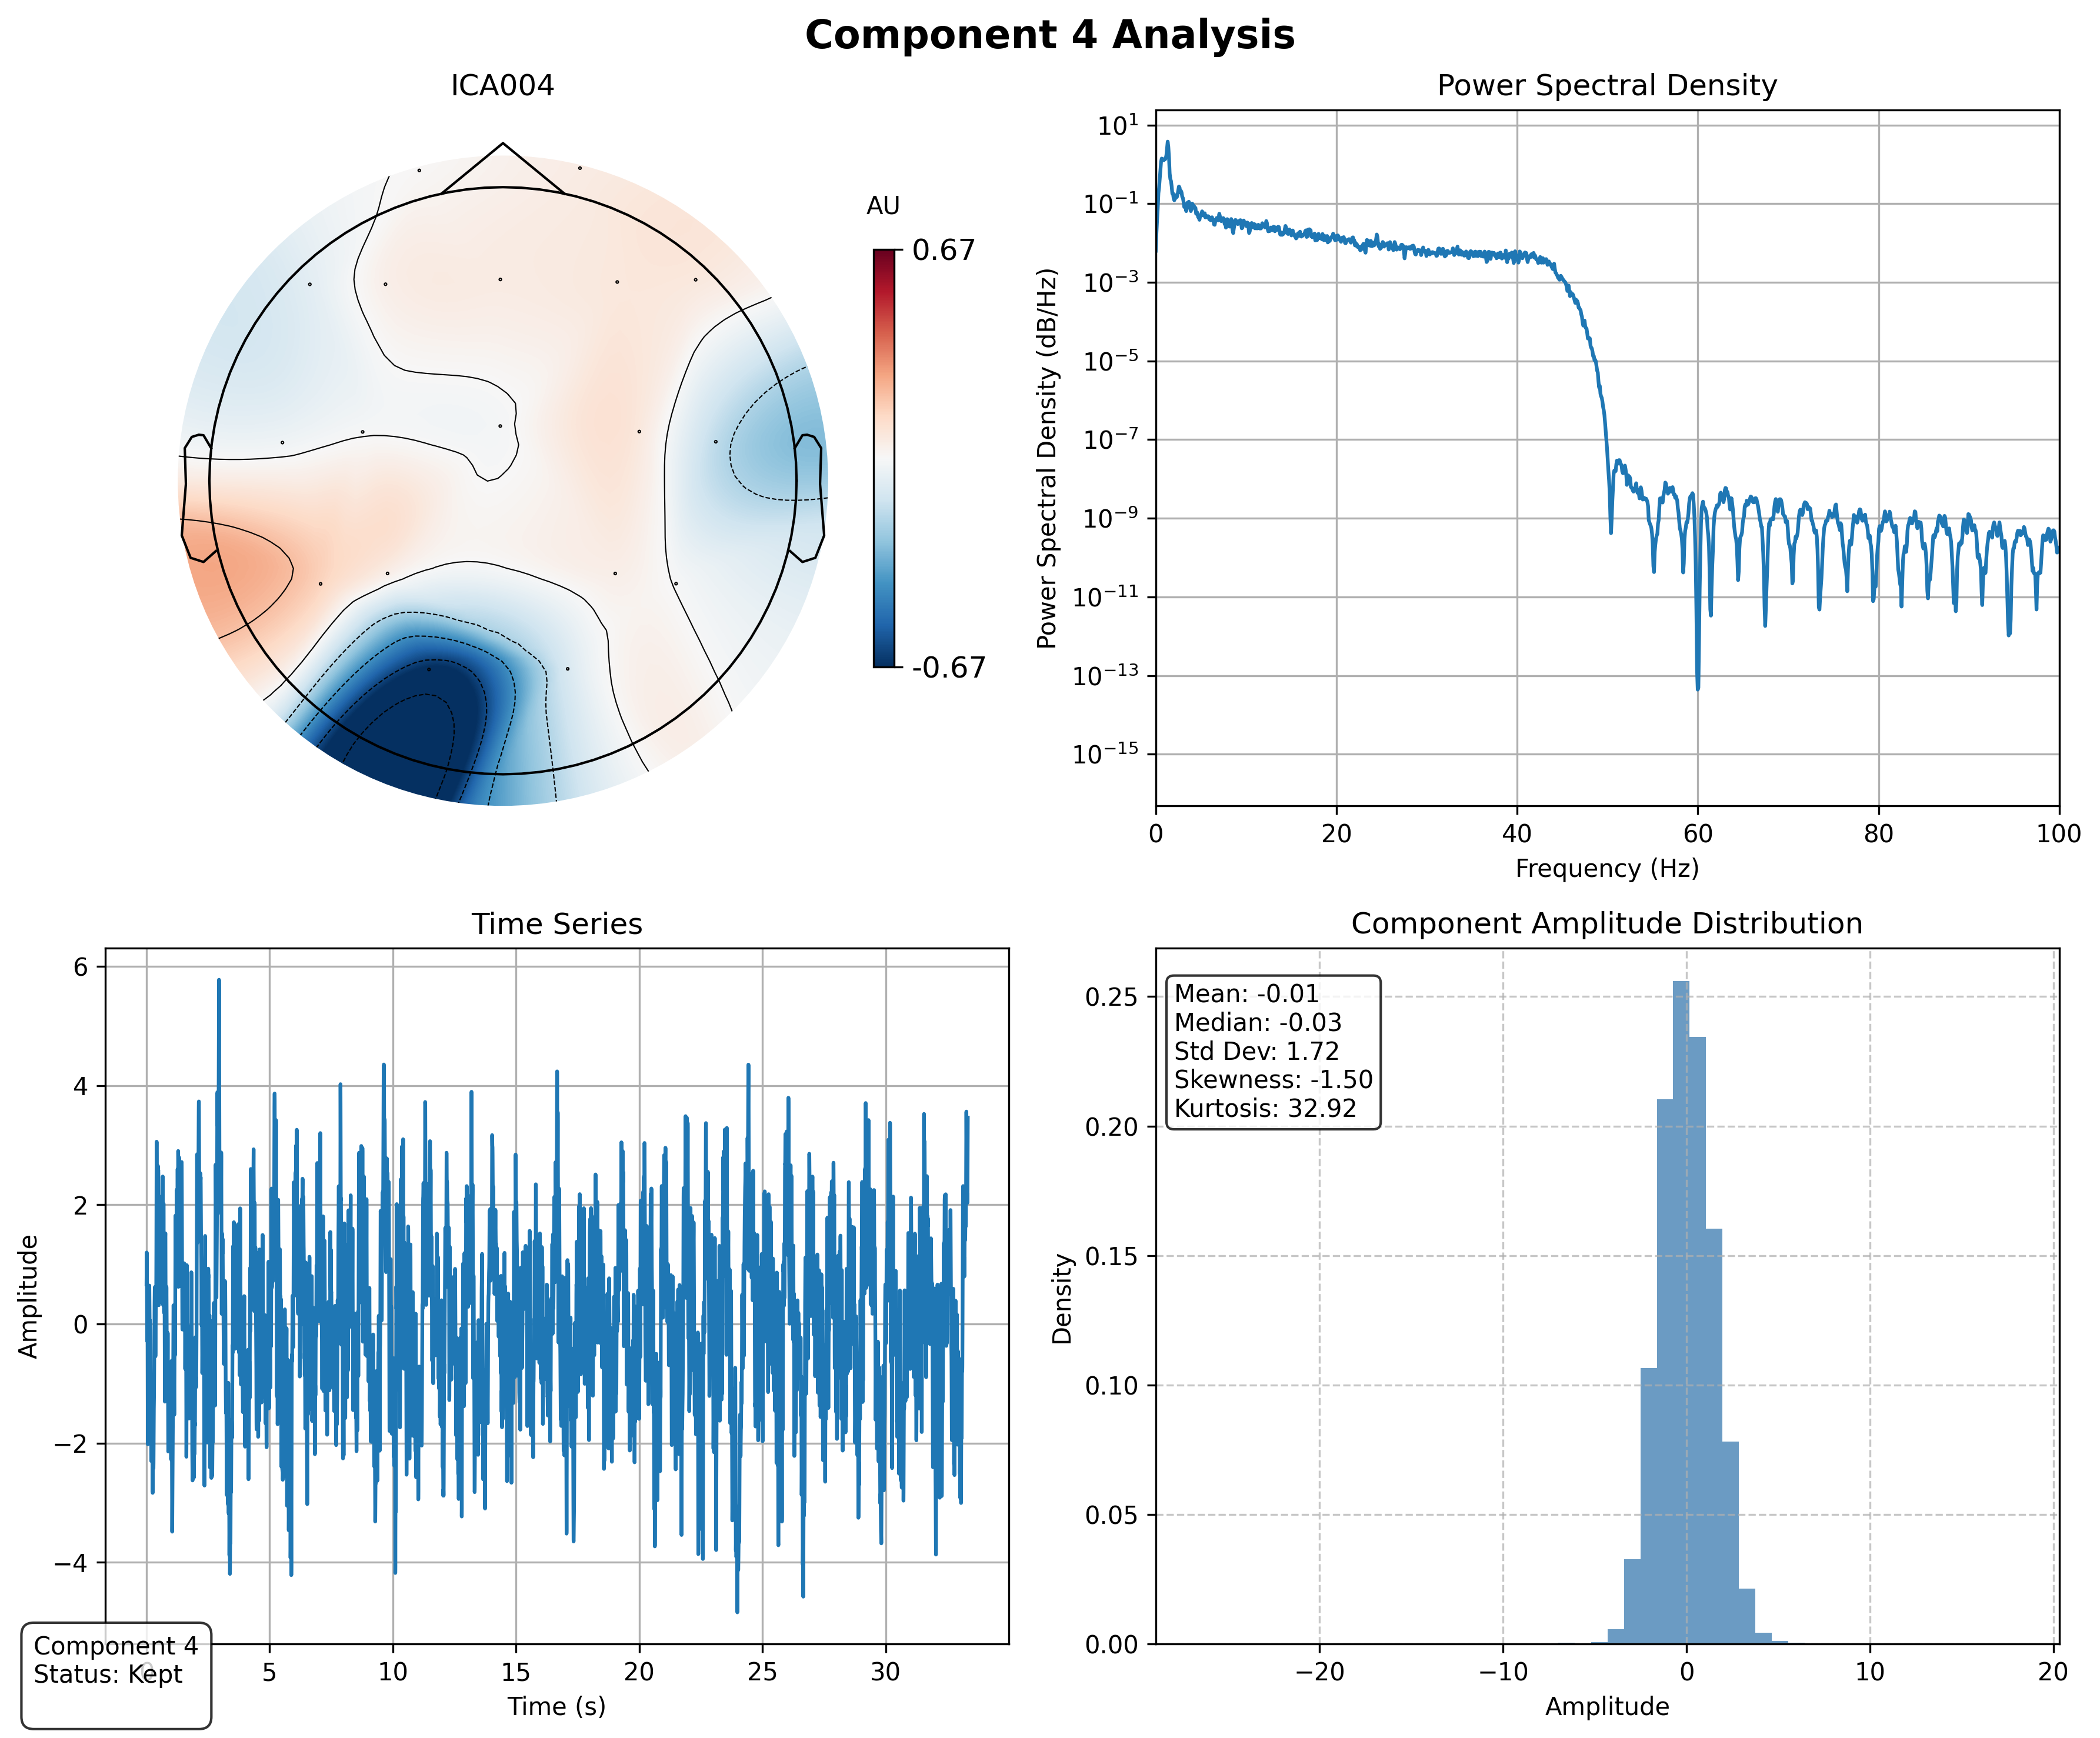 Component 4 Analysis
ICA004
AU
0.67
-0.67
Power Spectral Density
Power Spectral Density (dB/Hz)
10¹
10⁻¹
10⁻³
10⁻⁵
10⁻⁷
10⁻⁹
10⁻¹¹
10⁻¹³
10⁻¹⁵
0 20 40 60 80 100
Frequency (Hz)
Time Series
Amplitude
6
4
2
0
−2
−4
0 5 10 15 20 25 30
Time (s)
Component 4
Status: Kept
Component Amplitude Distribution
Mean: -0.01
Median: -0.03
Std Dev: 1.72
Skewness: -1.50
Kurtosis: 32.92
Density
0.25
0.20
0.15
0.10
0.05
0.00
−20 −10 0 10 20
Amplitude